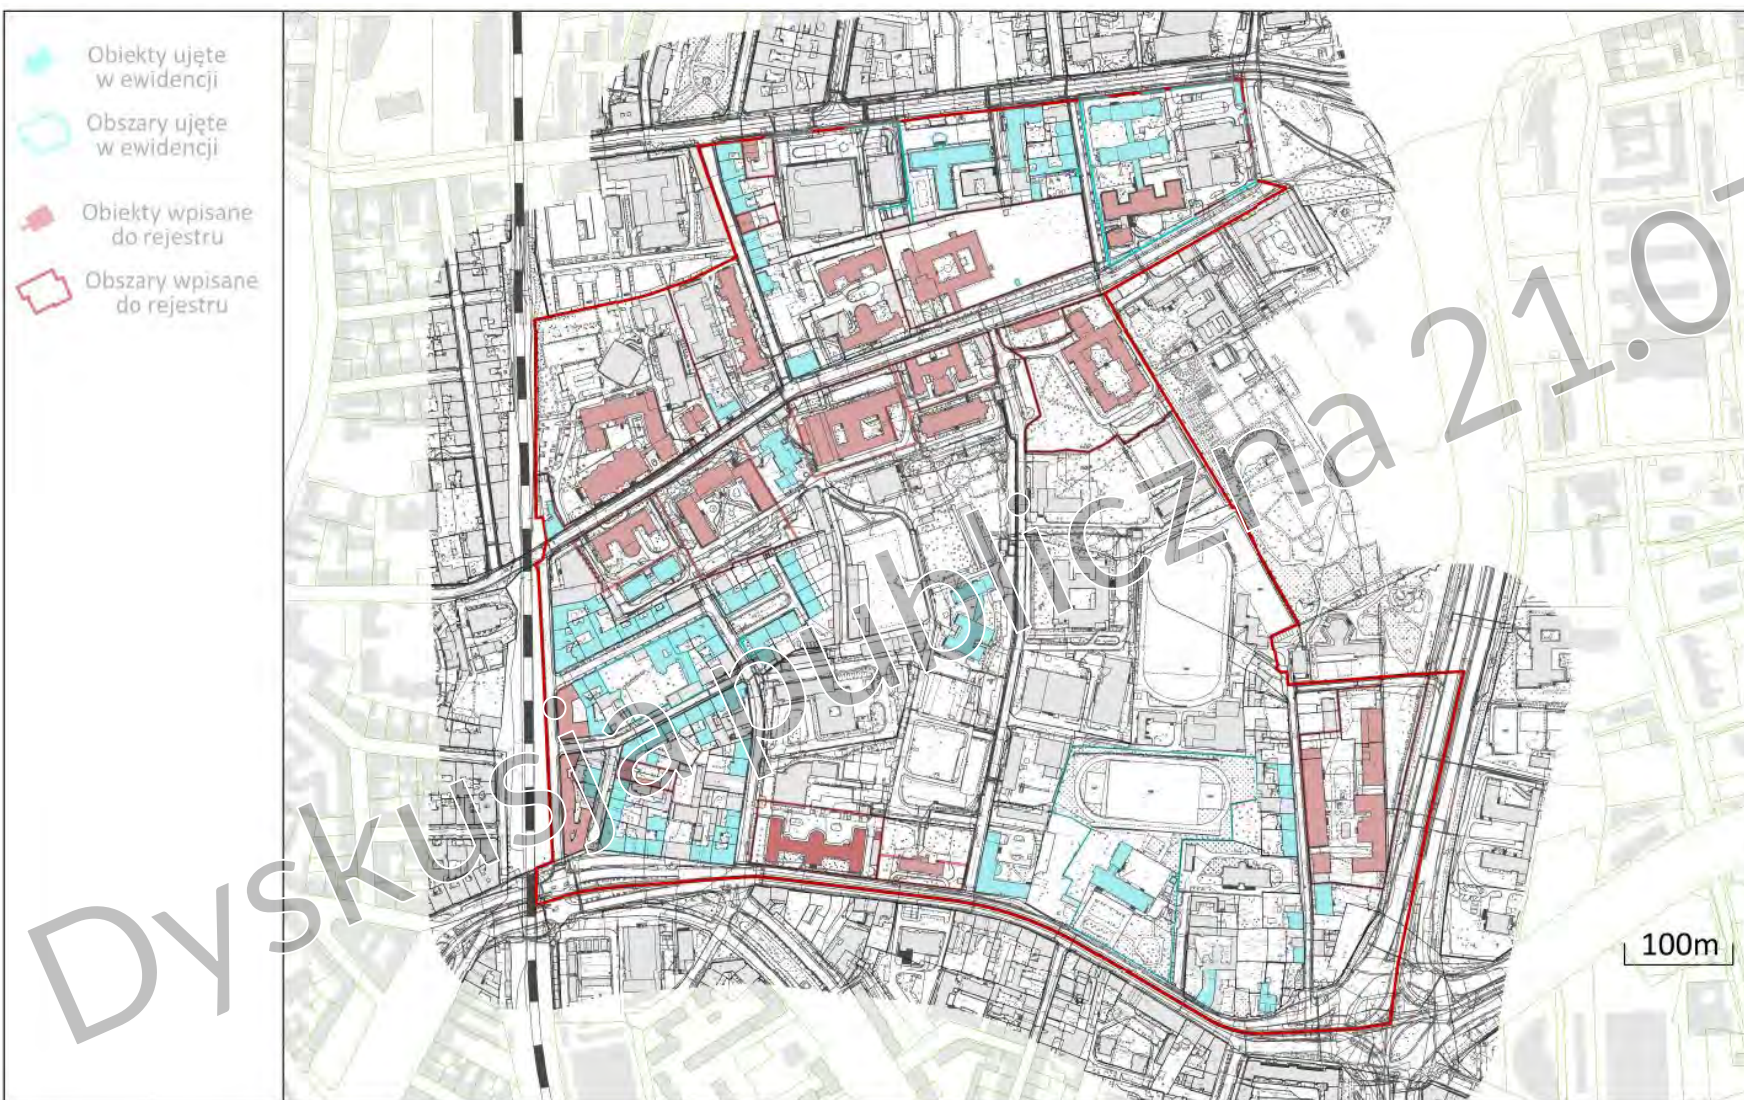 Obiekty ujęte
w ewidencji
Obszary ujęte
w ewidencji
Obiekty wpisane
do rejestru
Obszary wpisane
do rejestru
Dyskusja publiczna 21.0
100m